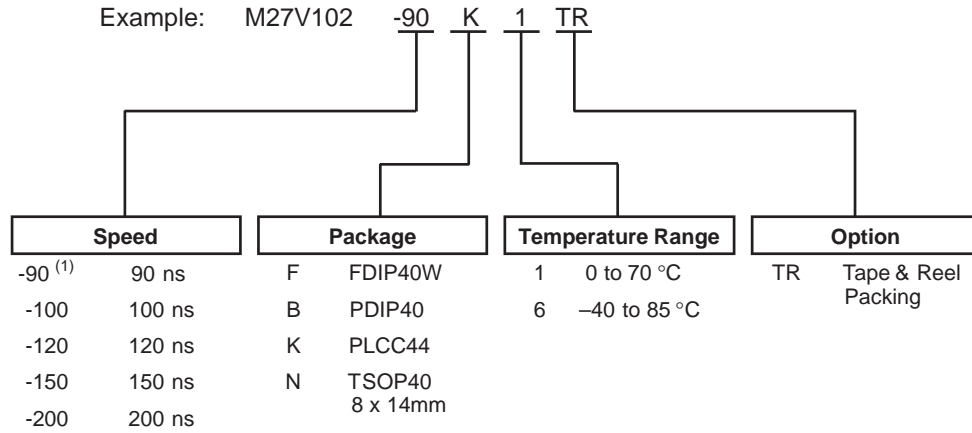 Example: M27V102 -90 K 1 TR
Speed Package Temperature Range Option
-90 (1) 90 ns F FDIP40W 1 0 to 70 °C TR Tape & Reel
Packing
-100 100 ns B PDIP40 6 –40 to 85 °C
-120 120 ns K PLCC44
-150 150 ns N TSOP40
8 x 14mm
-200 200 ns